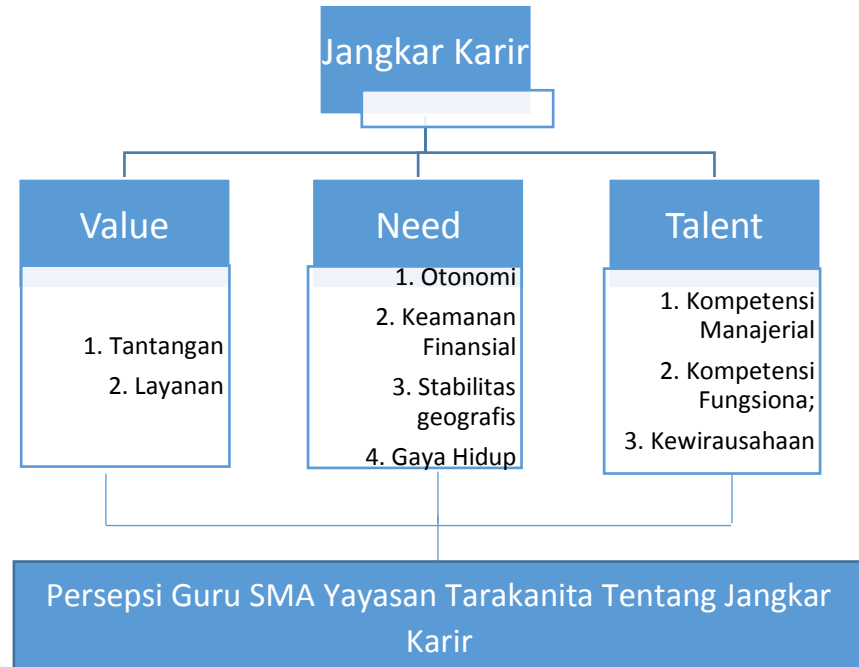 Jangkar Karir
Value
1. Tantangan
2. Layanan
Need
1. Otonomi
2. Keamanan
Finansial
3. Stabilitas
geografis
4. Gaya Hidup
Talent
1. Kompetensi
Manajerial
2. Kompetensi
Fungsiona;
3. Kewirausahaan
Persepsi Guru SMA Yayasan Tarakanita Tentang Jangkar
Karir